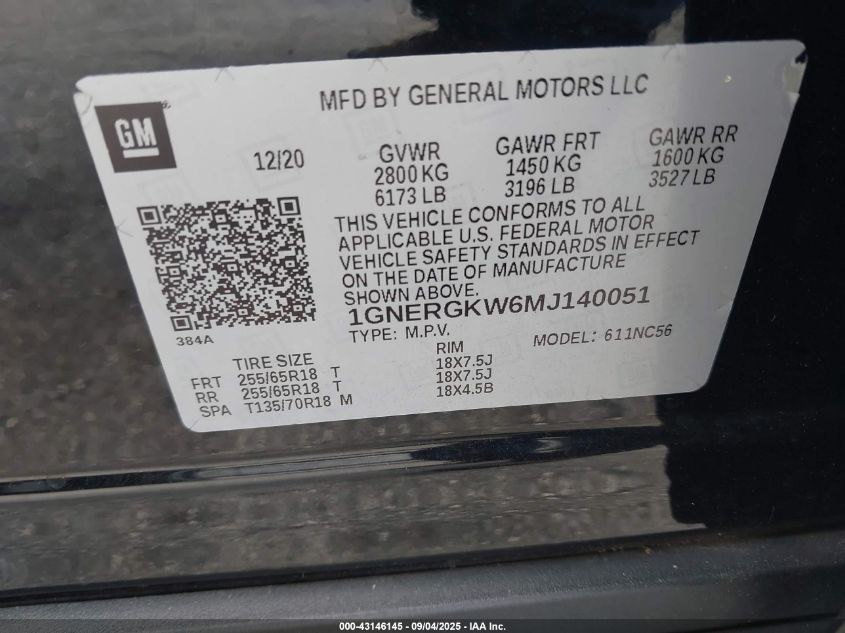 MFD BY GENERAL MOTORS LLC
GM
®
12/20
GVWR
2800 KG
6173 LB
GAWR FRT
1450 KG
3196 LB
GAWR RR
1600 KG
3527 LB
THIS VEHICLE CONFORMS TO ALL
APPLICABLE U.S. FEDERAL MOTOR
VEHICLE SAFETY STANDARDS IN EFFECT
ON THE DATE OF MANUFACTURE
SHOWN ABOVE.
1GNERGKW6MJ140051
384A
TYPE: M.P.V.
MODEL: 611NC56
TIRE SIZE RIM
FRT 255/65R18 T 18X7.5J
RR 255/65R18 T 18X7.5J
SPA T135/70R18 M 18X4.5B
000-43146145 - 09/04/2025 - IAA Inc.